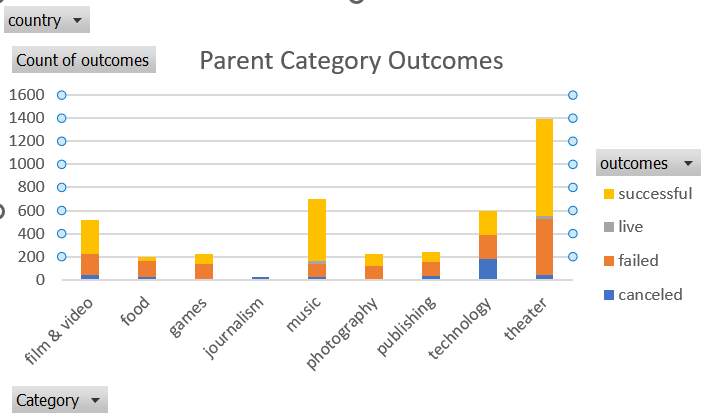 country
Count of outcomes
Parent Category Outcomes
1600
1400
1200
1000
800
600
400
200
0
film & video
food
games
journalism
music
photography
publishing
technology
theater
outcomes
successful
live
failed
canceled
Category